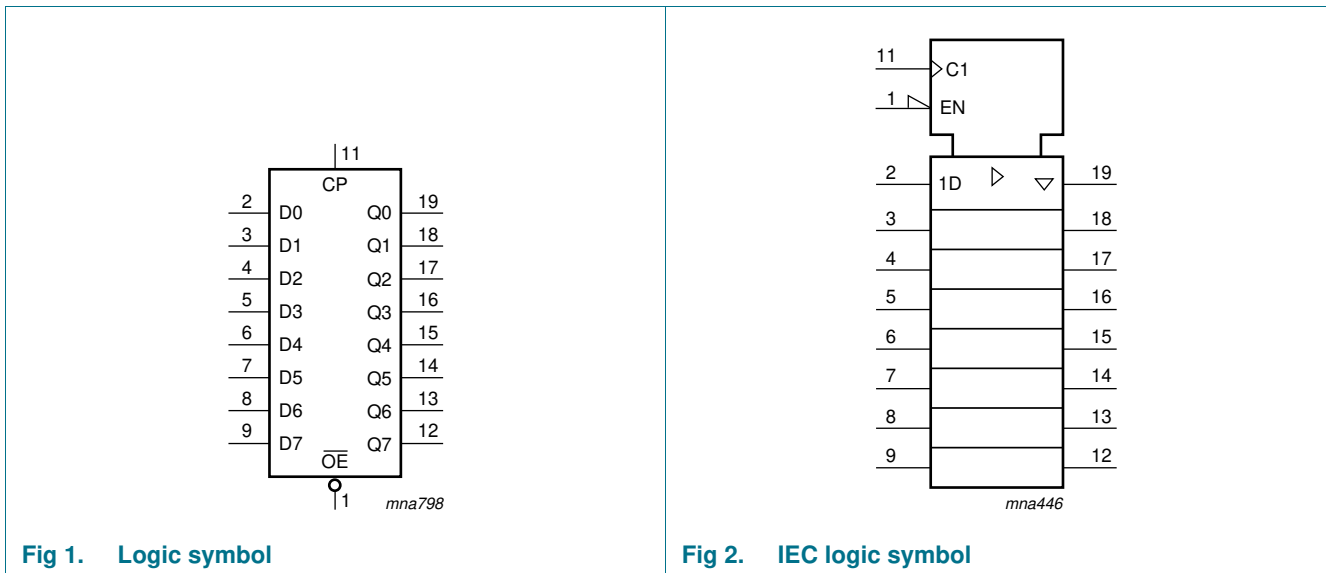 11
CP
2 D0 Q0 19
3 D1 Q1 18
4 D2 Q2 17
5 D3 Q3 16
6 D4 Q4 15
7 D5 Q5 14
8 D6 Q6 13
9 D7 Q7 12
OE
1
mna798
Fig 1. Logic symbol
11 C1
1 EN
2 1D 19
3 18
4 17
5 16
6 15
7 14
8 13
9 12
mna446
Fig 2. IEC logic symbol